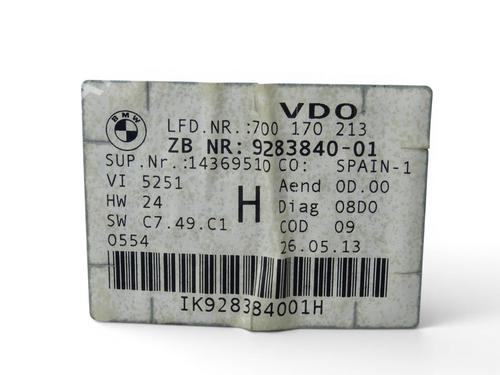 BMW
VDO
LFD.NR.:700 170 213
ZB NR: 9283840-01
SUP.Nr.:14369510 CO: SPAIN-1
VI 5251 Aend 0D.00
HW 24 H Diag 08D0
SW C7.49.C1 COD 09
0554 26.05.13
IK928384001H